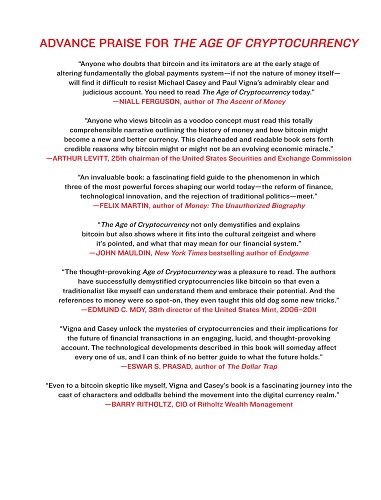 ADVANCE PRAISE FOR THE AGE OF CRYPTOCURRENCY
“Anyone who doubts that bitcoin and its imitators are at the early stage of
altering fundamentally the global payments system—if not the nature of money itself—
will find it difficult to resist Michael Casey and Paul Vigna's admirably clear and
judicious account. You need to read The Age of Cryptocurrency today.”
—NIALL FERGUSON, author of The Ascent of Money
“Anyone who views bitcoin as a voodoo concept must read this totally
comprehensible narrative outlining the history of money and how bitcoin might
become a new and better currency. This clearheaded and readable book sets forth
credible reasons why bitcoin might or might not be an evolving economic miracle.”
—ARTHUR LEVITT, 25th chairman of the United States Securities and Exchange Commission
“An invaluable book: a fascinating field guide to the phenomenon in which
three of the most powerful forces shaping our world today—the reform of finance,
technological innovation, and the rejection of traditional politics—meet.”
—FELIX MARTIN, author of Money: The Unauthorized Biography
“The Age of Cryptocurrency not only demystifies and explains
bitcoin but also shows where it fits into the cultural zeitgeist and where
it's pointed, and what that may mean for our financial system.”
—JOHN MAULDIN, New York Times bestselling author of Endgame
“The thought-provoking Age of Cryptocurrency was a pleasure to read. The authors
have successfully demystified cryptocurrencies like bitcoin so that even a
traditionalist like myself can understand them and embrace their potential. And the
references to money were so spot-on, they even taught this old dog some new tricks.”
—EDMUND C. MOY, 38th director of the United States Mint, 2006–2011
“Vigna and Casey unlock the mysteries of cryptocurrencies and their implications for
the future of financial transactions in an engaging, lucid, and thought-provoking
account. The technological developments described in this book will someday affect
every one of us, and I can think of no better guide to what the future holds.”
—ESWAR S. PRASAD, author of The Dollar Trap
“Even to a bitcoin skeptic like myself, Vigna and Casey's book is a fascinating journey into the
cast of characters and oddballs behind the movement into the digital currency realm.”
—BARRY RITHOLTZ, CIO of Ritholtz Wealth Management